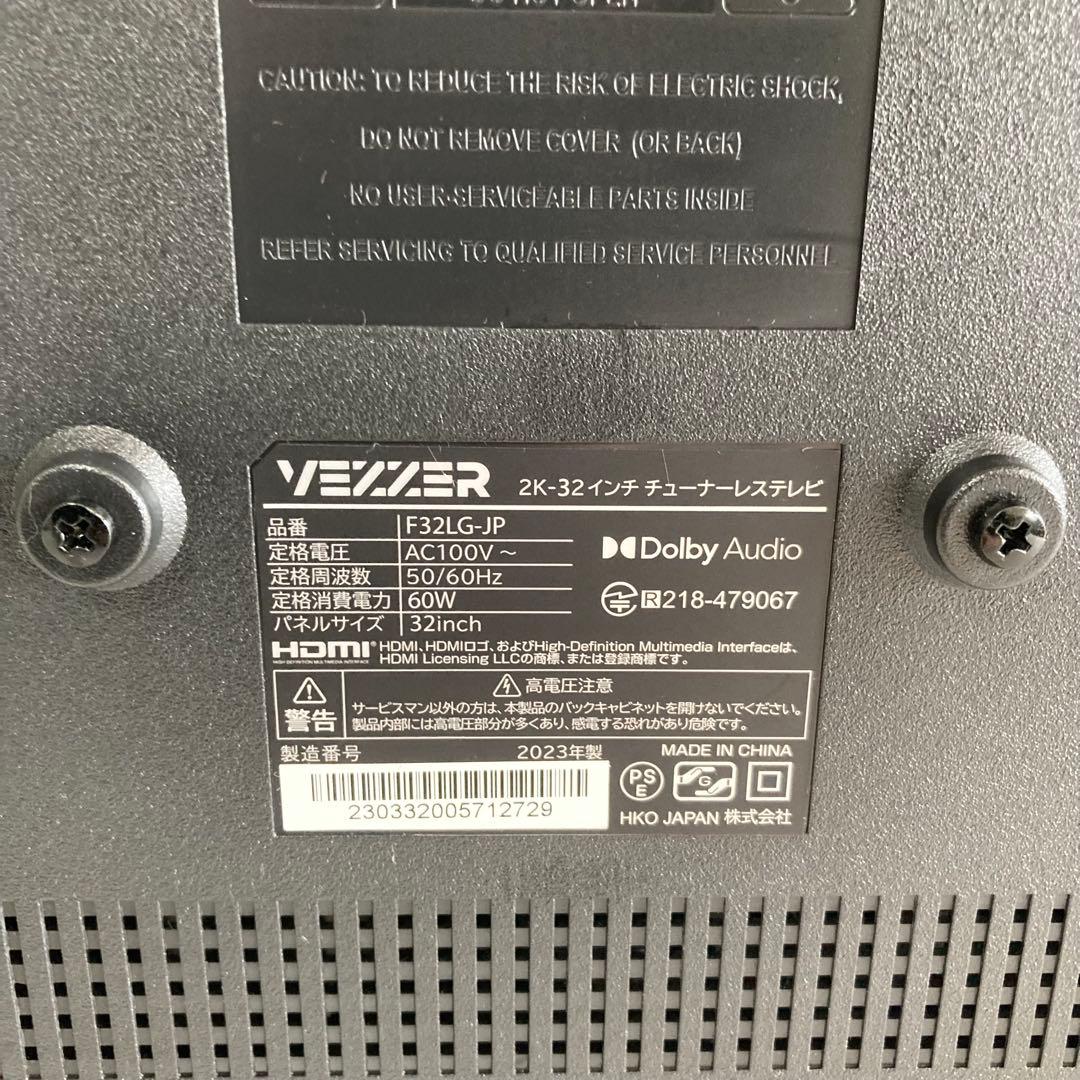 DO NOT OPEN
CAUTION: TO REDUCE THE RISK OF ELECTRIC SHOCK,
DO NOT REMOVE COVER (OR BACK)
NO USER-SERVICEABLE PARTS INSIDE
REFER SERVICING TO QUALIFIED SERVICE PERSONNEL
VEZZER 2K-32インチ チューナーレステレビ
品番 F32LG-JP
定格電圧 AC100V～
定格周波数 50/60Hz
定格消費電力 60W
パネルサイズ 32inch
Dolby Audio
R 218-479067
HDMI® HDMI、HDMIロゴ、およびHigh-Definition Multimedia Interfaceは、
HIGH-DEFINITION MULTIMEDIA INTERFACE HDMI Licensing LLCの商標、または登録商標です。
警告 高電圧注意
サービスマン以外の方は、本製品のバックキャビネットを開けないでください。
製品内部には高電圧部分が多くあり、感電する恐れがあり危険です。
製造番号 2023年製 MADE IN CHINA
230332005712729
PSE G
HKO JAPAN 株式会社